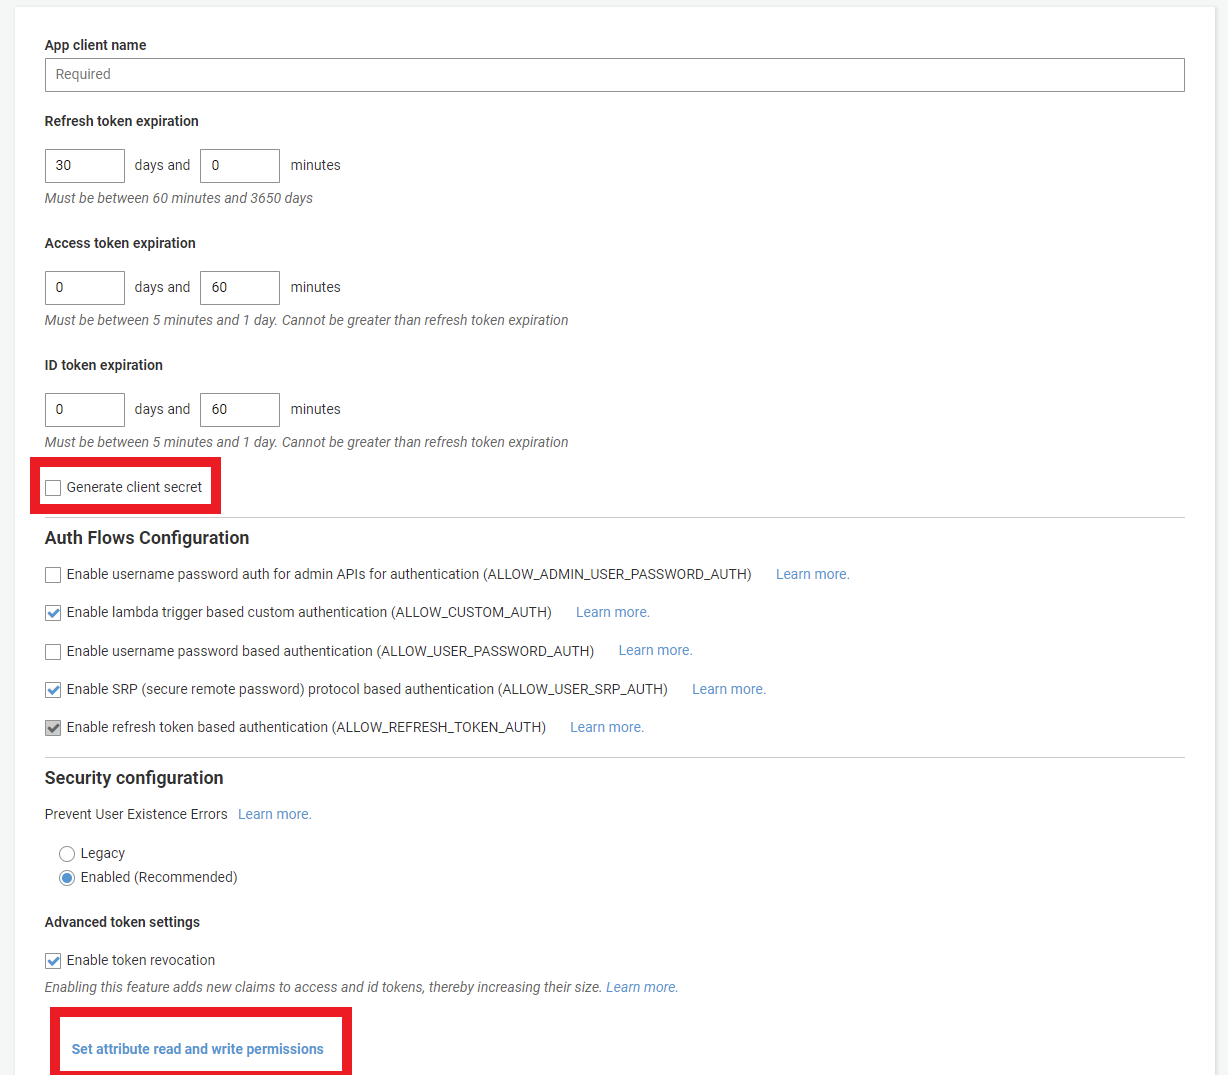 App client name
Required
Refresh token expiration
30 days and 0 minutes
Must be between 60 minutes and 3650 days
Access token expiration
0 days and 60 minutes
Must be between 5 minutes and 1 day. Cannot be greater than refresh token expiration
ID token expiration
0 days and 60 minutes
Must be between 5 minutes and 1 day. Cannot be greater than refresh token expiration
Generate client secret
Auth Flows Configuration
Enable username password auth for admin APIs for authentication (ALLOW_ADMIN_USER_PASSWORD_AUTH) Learn more.
Enable lambda trigger based custom authentication (ALLOW_CUSTOM_AUTH) Learn more.
Enable username password based authentication (ALLOW_USER_PASSWORD_AUTH) Learn more.
Enable SRP (secure remote password) protocol based authentication (ALLOW_USER_SRP_AUTH) Learn more.
Enable refresh token based authentication (ALLOW_REFRESH_TOKEN_AUTH) Learn more.
Security configuration
Prevent User Existence Errors Learn more.
Legacy
Enabled (Recommended)
Advanced token settings
Enable token revocation
Enabling this feature adds new claims to access and id tokens, thereby increasing their size. Learn more.
Set attribute read and write permissions